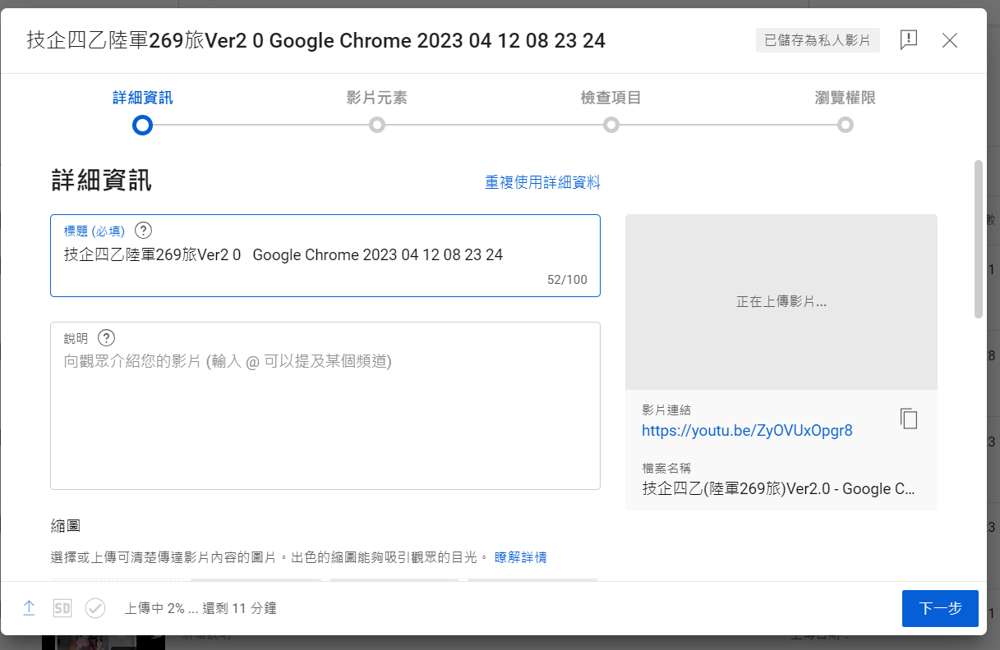 技企四乙陸軍269旅Ver2 0 Google Chrome 2023 04 12 08 23 24
已儲存為私人影片
詳細資訊
影片元素
檢查項目
瀏覽權限
詳細資訊
重複使用詳細資料
標題 (必填)
技企四乙陸軍269旅Ver2 0   Google Chrome 2023 04 12 08 23 24
52/100
正在上傳影片...
說明
向觀眾介紹您的影片 (輸入 @ 可以提及某個頻道)
影片連結
https://youtu.be/ZyOVUxOpgr8
檔案名稱
技企四乙(陸軍269旅)Ver2.0 - Google C...
縮圖
選擇或上傳可清楚傳達影片內容的圖片。出色的縮圖能夠吸引觀眾的目光。 瞭解詳情
SD
上傳中 2% ... 還剩 11 分鐘
下一步